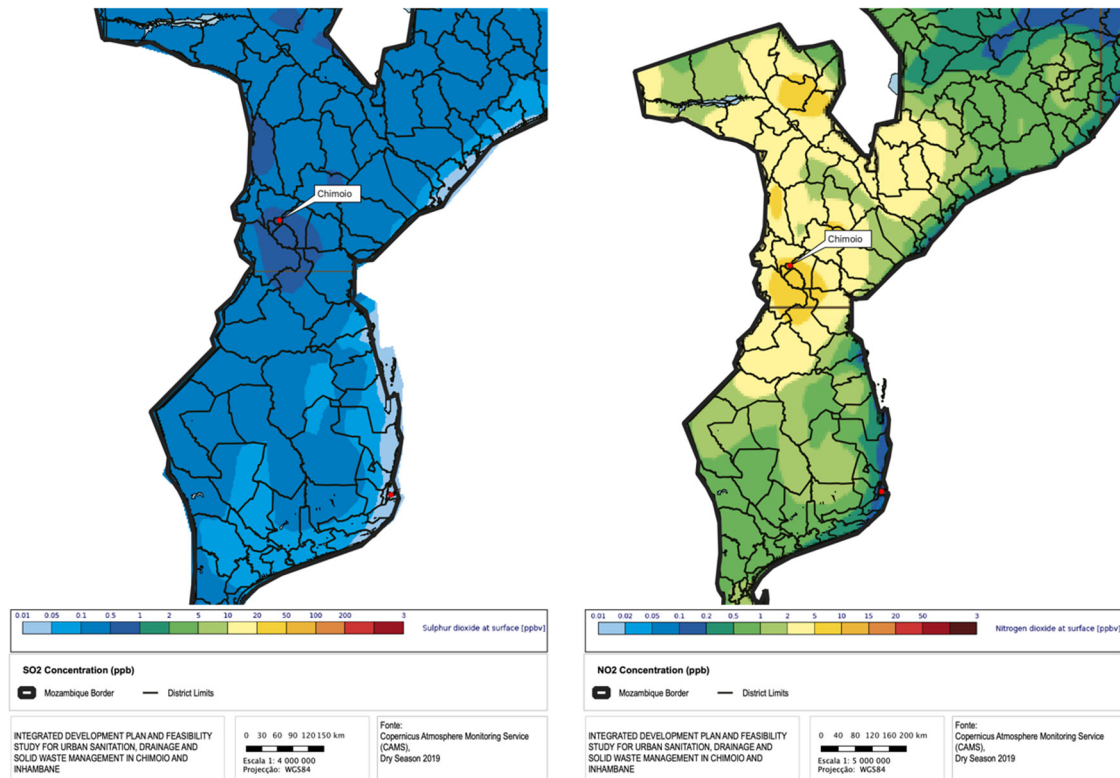 Chimoio
0.01 0.05 0.1 0.5 1 2 5 10 20 50 100 200 3
Sulphur dioxide at surface [ppbv]
SO2 Concentration (ppb)
Mozambique Border
District Limits
INTEGRATED DEVELOPMENT PLAN AND FEASIBILITY
STUDY FOR URBAN SANITATION, DRAINAGE AND
SOLID WASTE MANAGEMENT IN CHIMOIO AND
INHAMBANE
0 30 60 90 120 150 km
Escala 1: 4 000 000
Projecção: WGS84
Fonte:
Copernicus Atmosphere Monitoring Service
(CAMS),
Dry Season 2019
Chimoio
0.01 0.02 0.05 0.1 0.2 0.5 1 2 5 10 15 20 50 3
Nitrogen dioxide at surface [ppbv]
NO2 Concentration (ppb)
Mozambique Border
District Limits
INTEGRATED DEVELOPMENT PLAN AND FEASIBILITY
STUDY FOR URBAN SANITATION, DRAINAGE AND
SOLID WASTE MANAGEMENT IN CHIMOIO AND
INHAMBANE
0 40 80 120 160 200 km
Escala 1: 5 000 000
Projecção: WGS84
Fonte:
Copernicus Atmosphere Monitoring Service
(CAMS),
Dry Season 2019